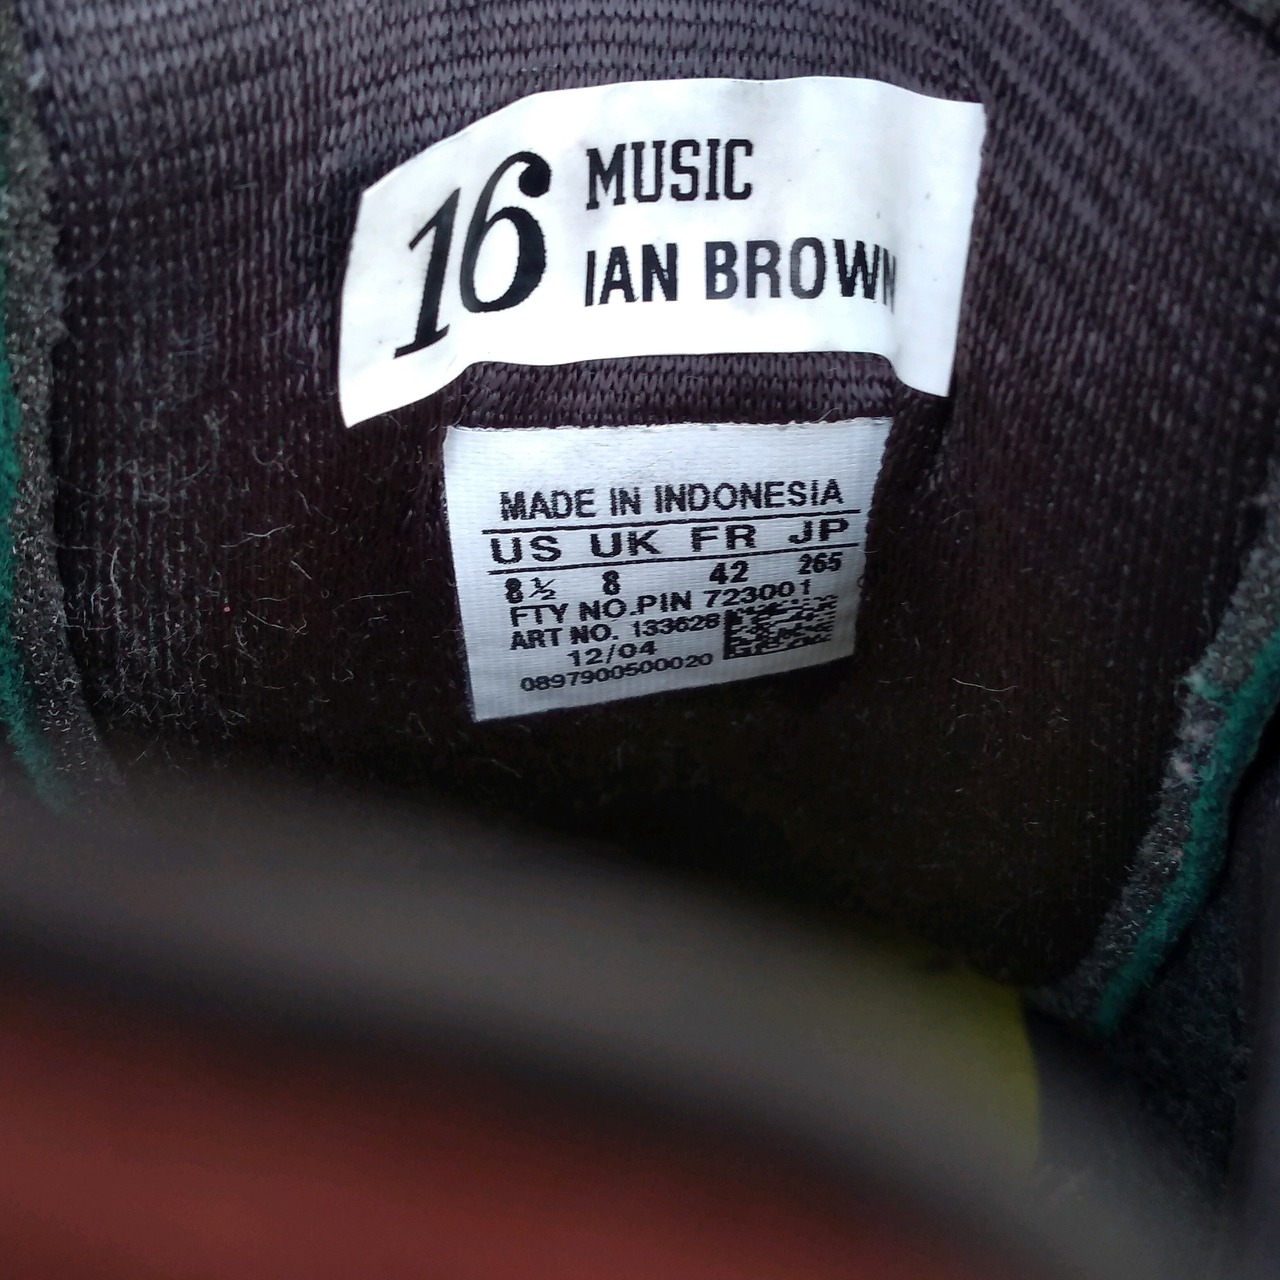 16 MUSIC
IAN BROWN
MADE IN INDONESIA
US UK FR JP
8½ 8 42 265
FTY NO.PIN 723001
ART NO. 133628
12/04
0897900500020